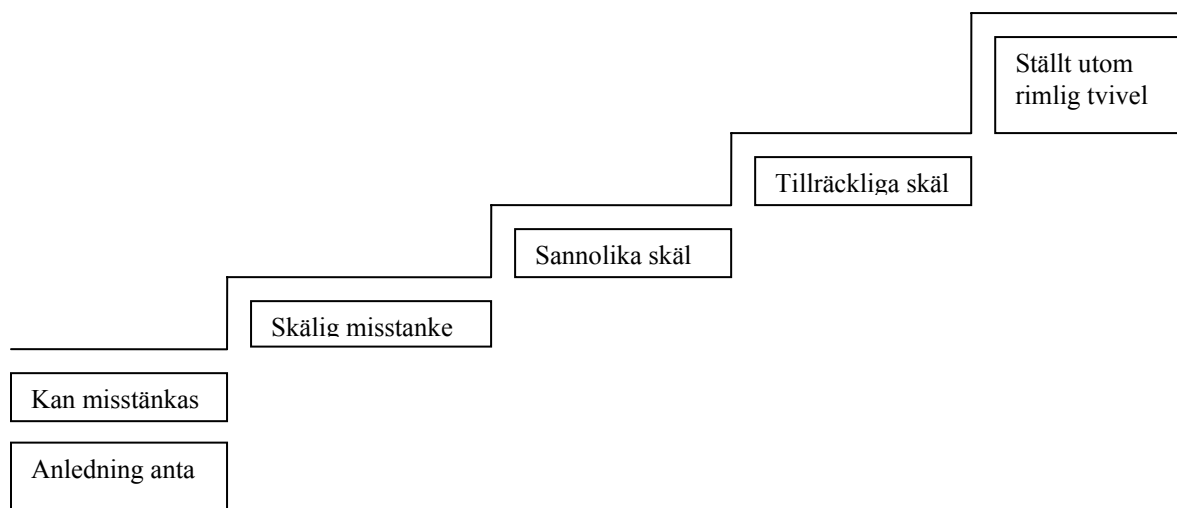 Ställt utom
rimlig tvivel
Tillräckliga skäl
Sannolika skäl
Skälig misstanke
Kan misstänkas
Anledning anta